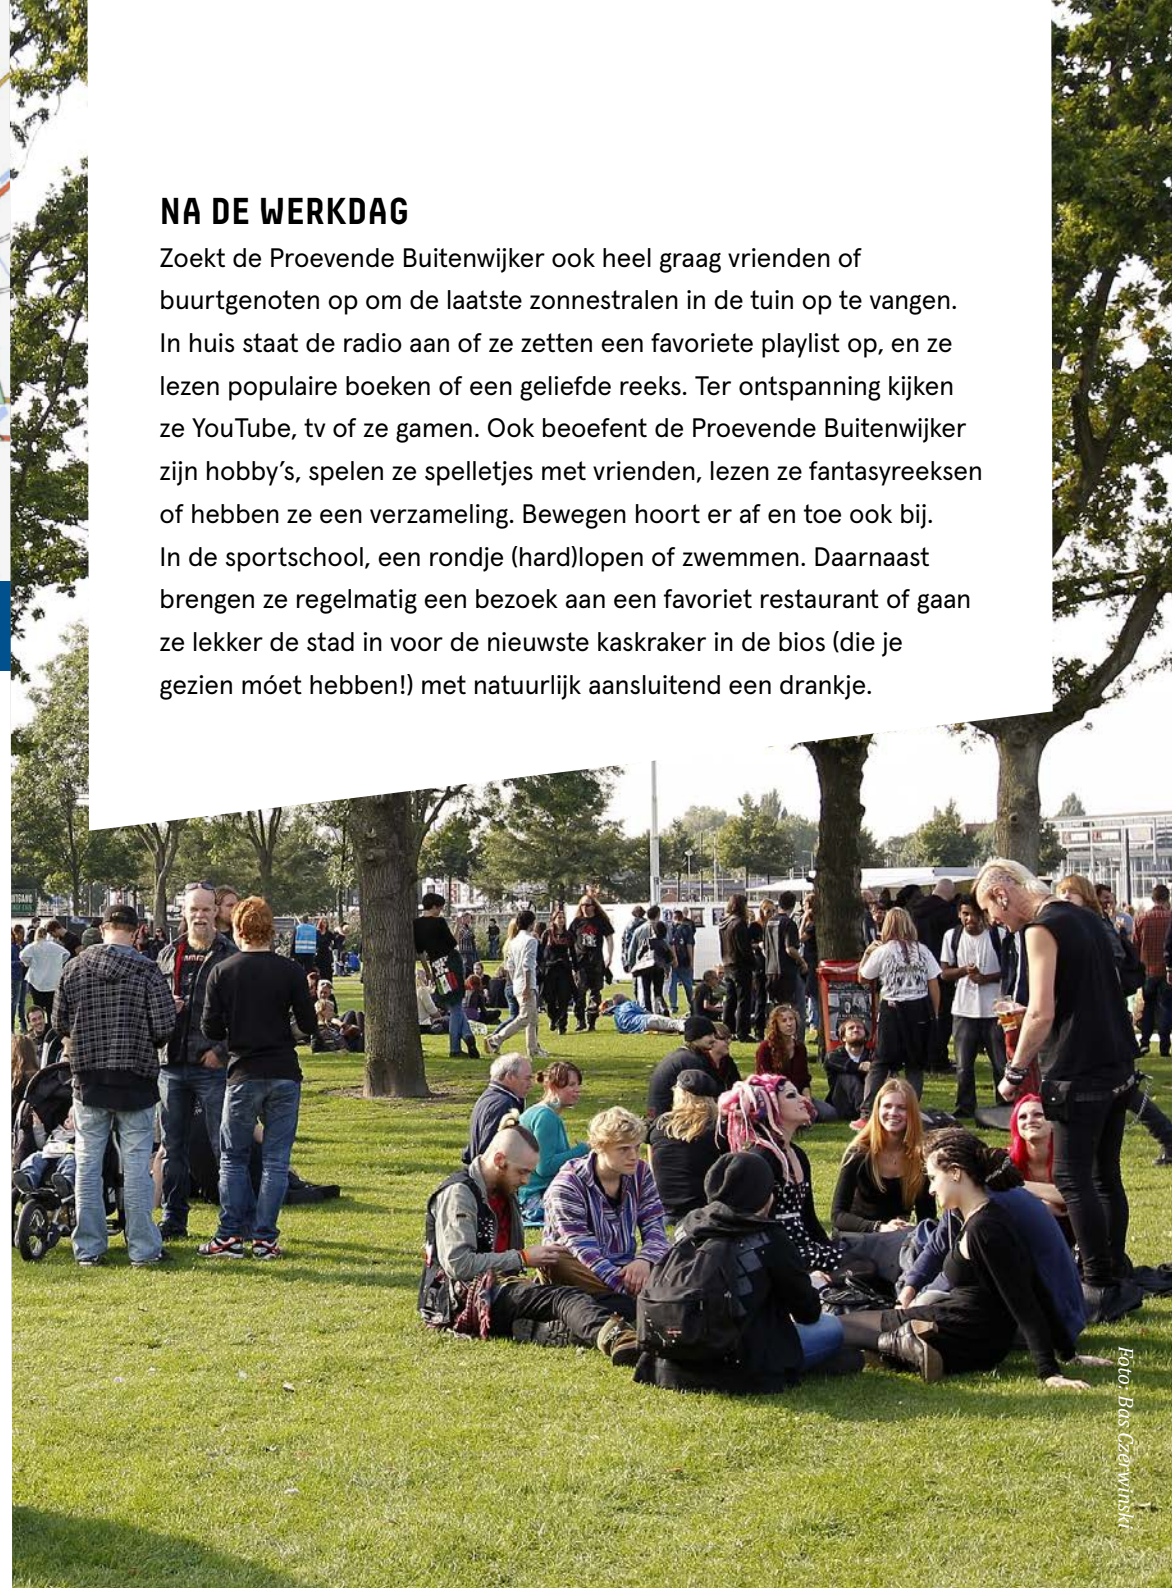 NA DE WERKDAG
Zoekt de Proevende Buitenwijker ook heel graag vrienden of
buurtgenoten op om de laatste zonnestralen in de tuin op te vangen.
In huis staat de radio aan of ze zetten een favoriete playlist op, en ze
lezen populaire boeken of een geliefde reeks. Ter ontspanning kijken
ze YouTube, tv of ze gamen. Ook beoefent de Proevende Buitenwijker
zijn hobby’s, spelen ze spelletjes met vrienden, lezen ze fantasyreeksen
of hebben ze een verzameling. Bewegen hoort er af en toe ook bij.
In de sportschool, een rondje (hard)lopen of zwemmen. Daarnaast
brengen ze regelmatig een bezoek aan een favoriet restaurant of gaan
ze lekker de stad in voor de nieuwste kaskraker in de bios (die je
gezien móet hebben!) met natuurlijk aansluitend een drankje.
Foto: Bas Czerwinski